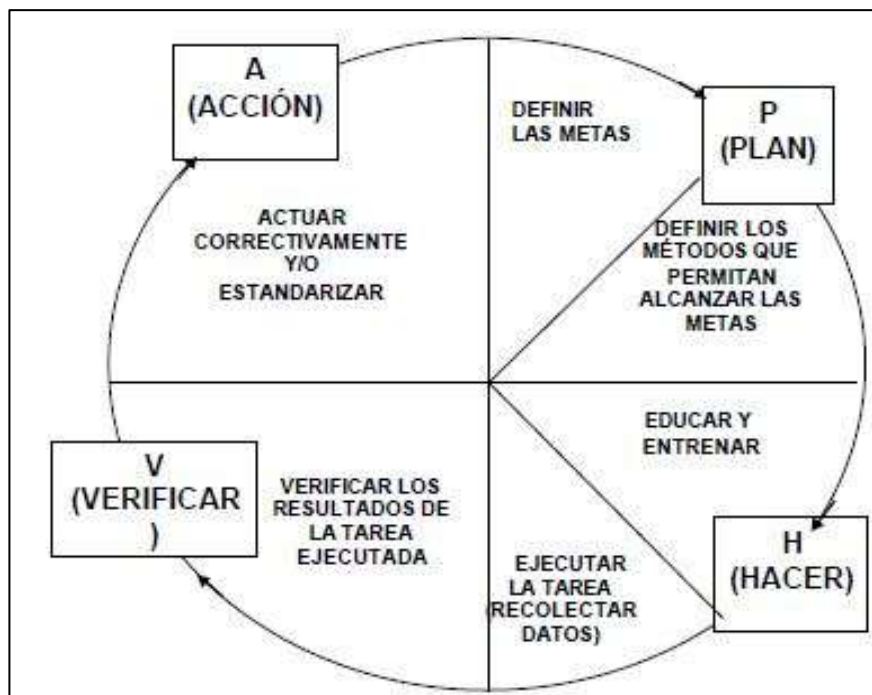 A
(ACCIÓN)
DEFINIR
LAS METAS
P
(PLAN)
ACTUAR
CORRECTIVAMENTE
Y/O
ESTANDARIZAR
DEFINIR LOS
MÉTODOS QUE
PERMITAN
ALCANZAR LAS
METAS
EDUCAR Y
ENTRENAR
V
(VERIFICAR
)
VERIFICAR LOS
RESULTADOS DE
LA TAREA
EJECUTADA
EJECUTAR
LA TAREA
(RECOLECTAR
DATOS)
H
(HACER)